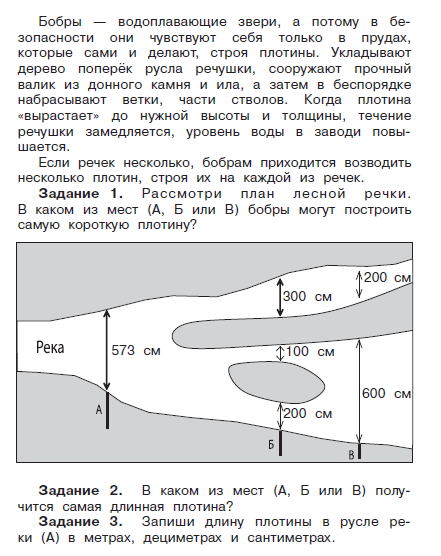 Бобры — водоплавающие звери, а потому в бе-
зопасности они чувствуют себя только в прудах,
которые сами и делают, строя плотины. Укладывают
дерево поперёк русла речушки, сооружают прочный
валик из донного камня и ила, а затем в беспорядке
набрасывают ветки, части стволов. Когда плотина
«вырастает» до нужной высоты и толщины, течение
речушки замедляется, уровень воды в заводи повы-
шается.
Если речек несколько, бобрам приходится возводить
несколько плотин, строя их на каждой из речек.
Задание 1. Рассмотри план лесной речки.
В каком из мест (А, Б или В) бобры могут построить
самую короткую плотину?
200 см
300 см
Река
573 см
100 см
600 см
А
200 см
Б
В
Задание 2. В каком из мест (А, Б или В) полу-
чится самая длинная плотина?
Задание 3. Запиши длину плотины в русле ре-
ки (А) в метрах, дециметрах и сантиметрах.